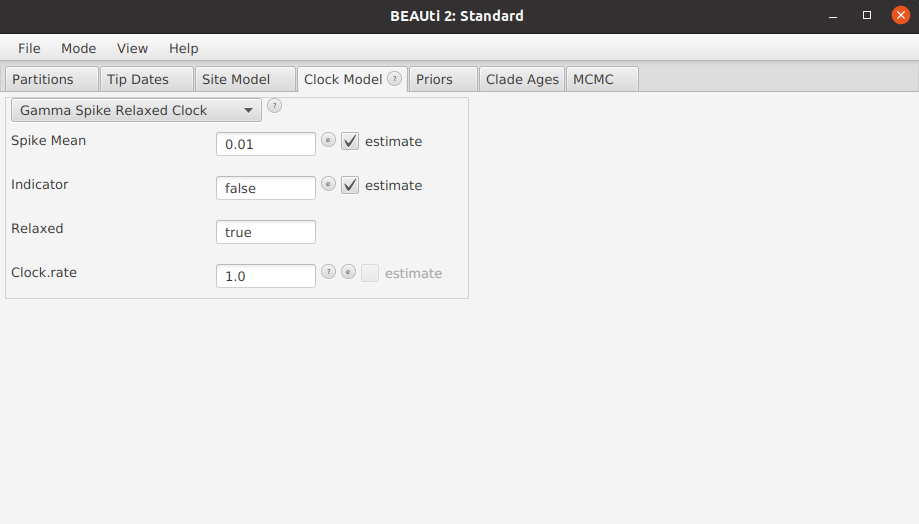 BEAUti 2: Standard
File Mode View Help
Partitions Tip Dates Site Model Clock Model ? Priors Clade Ages MCMC
Gamma Spike Relaxed Clock ?
Spike Mean 0.01 e estimate
Indicator false e estimate
Relaxed true
Clock.rate 1.0 ? e estimate